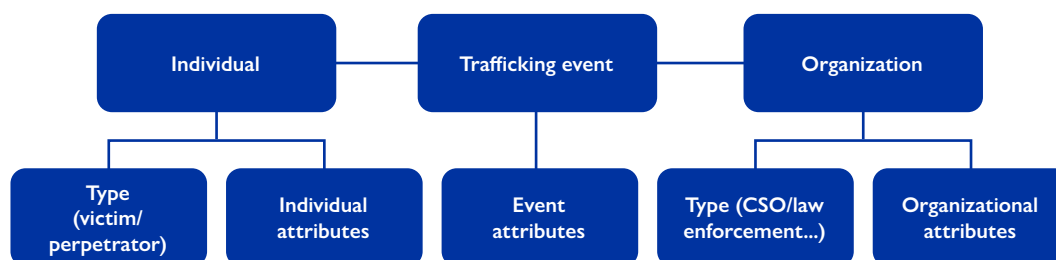 Individual
Trafficking event
Organization
Type
(victim/
perpetrator)
Individual
attributes
Event
attributes
Type (CSO/law
enforcement...)
Organizational
attributes